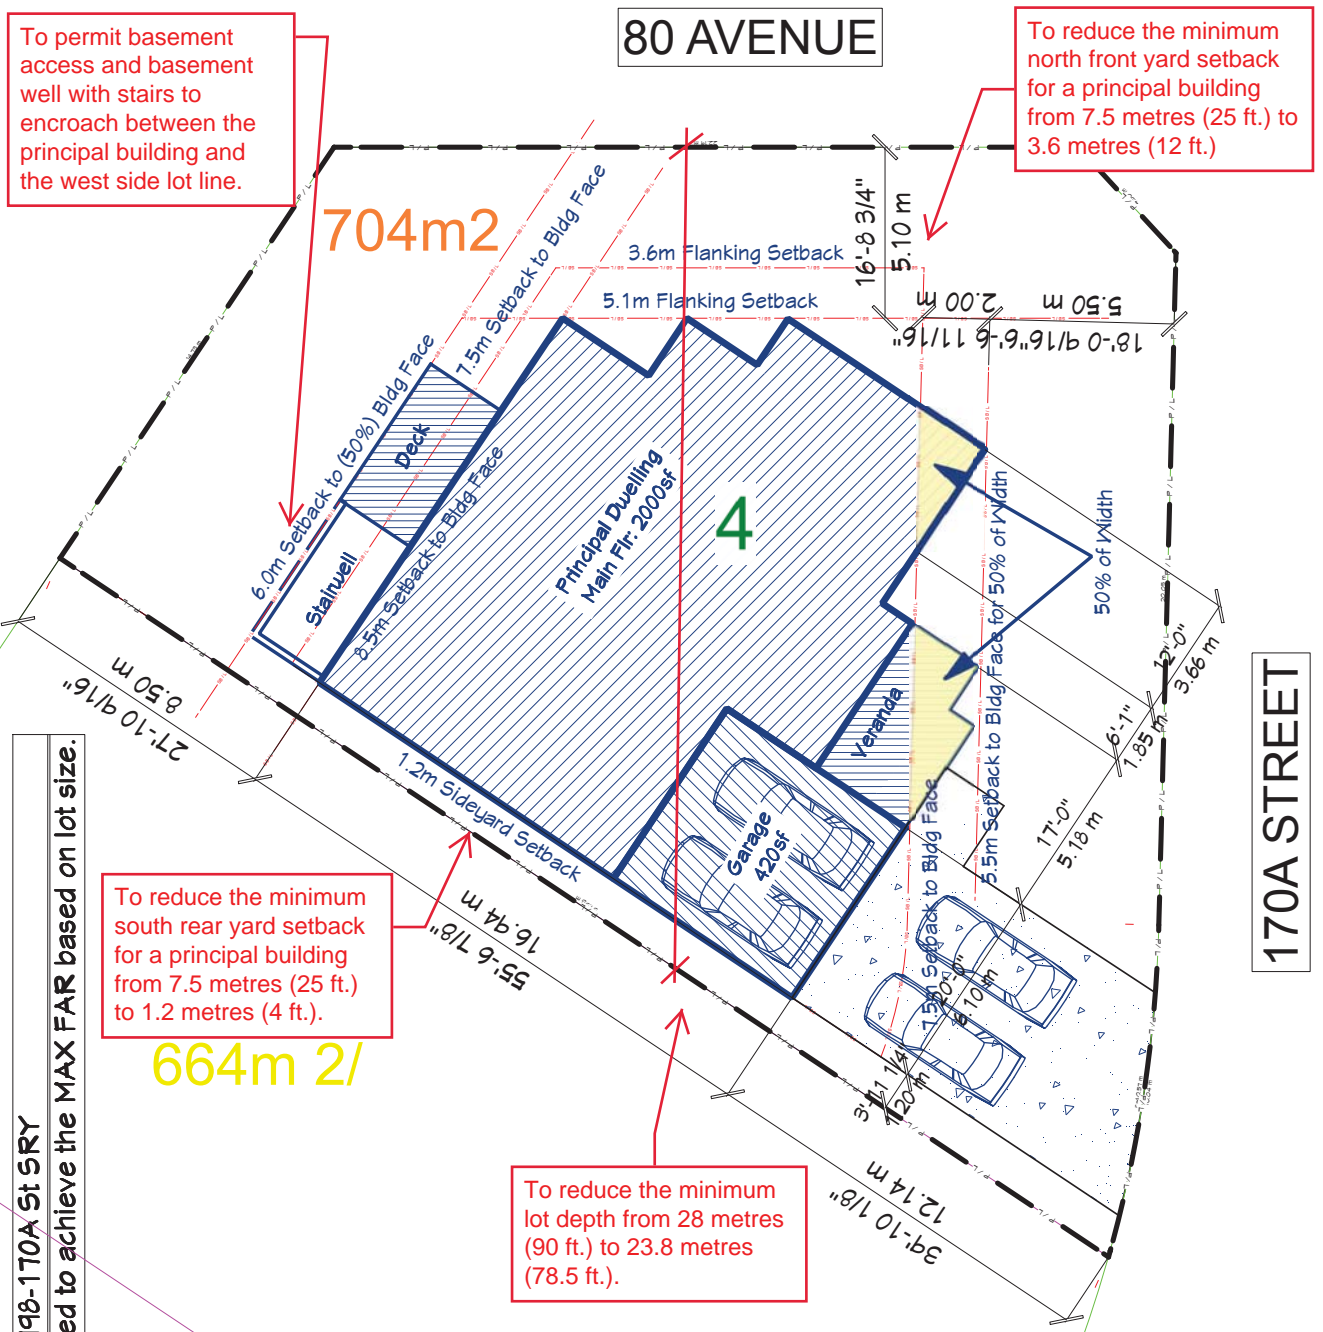 80 AVENUE
To permit basement
access and basement
well with stairs to
encroach between the
principal building and
the west side lot line.
To reduce the minimum
north front yard setback
for a principal building
from 7.5 metres (25 ft.) to
3.6 metres (12 ft.)
704m2
3.6m Flanking Setback
5.1m Flanking Setback
16'-8 3/4"
5.10 m
2.00 m
5.50 m
6'-6 11/16"
18'-0 9/16"
7.5m Setback to Bldg Face
6.0m Setback to (50%) Bldg Face
8.5m Setback to Bldg Face
Deck
Stairwell
Principal Dwelling
Main Flr: 2000sf
4
50% of Width
5.5m Setback to Bldg Face for 50% of Width
7.5m Setback to Bldg Face
Veranda
Garage
420sf
12'-0"
3.66 m
6'-1"
1.85 m
17'-0"
5.18 m
20'-0"
6.10 m
3'-11 1/4"
1.20 m
8.50 m
27'-10 9/16"
1.2m Sideyard Setback
16.94 m
55'-6 7/8"
12.14 m
39'-10 1/8"
170A STREET
To reduce the minimum
south rear yard setback
for a principal building
from 7.5 metres (25 ft.)
to 1.2 metres (4 ft.).
664m 2/
To reduce the minimum
lot depth from 28 metres
(90 ft.) to 23.8 metres
(78.5 ft.).
98-170A St SRY
ed to achieve the MAX FAR based on lot size.